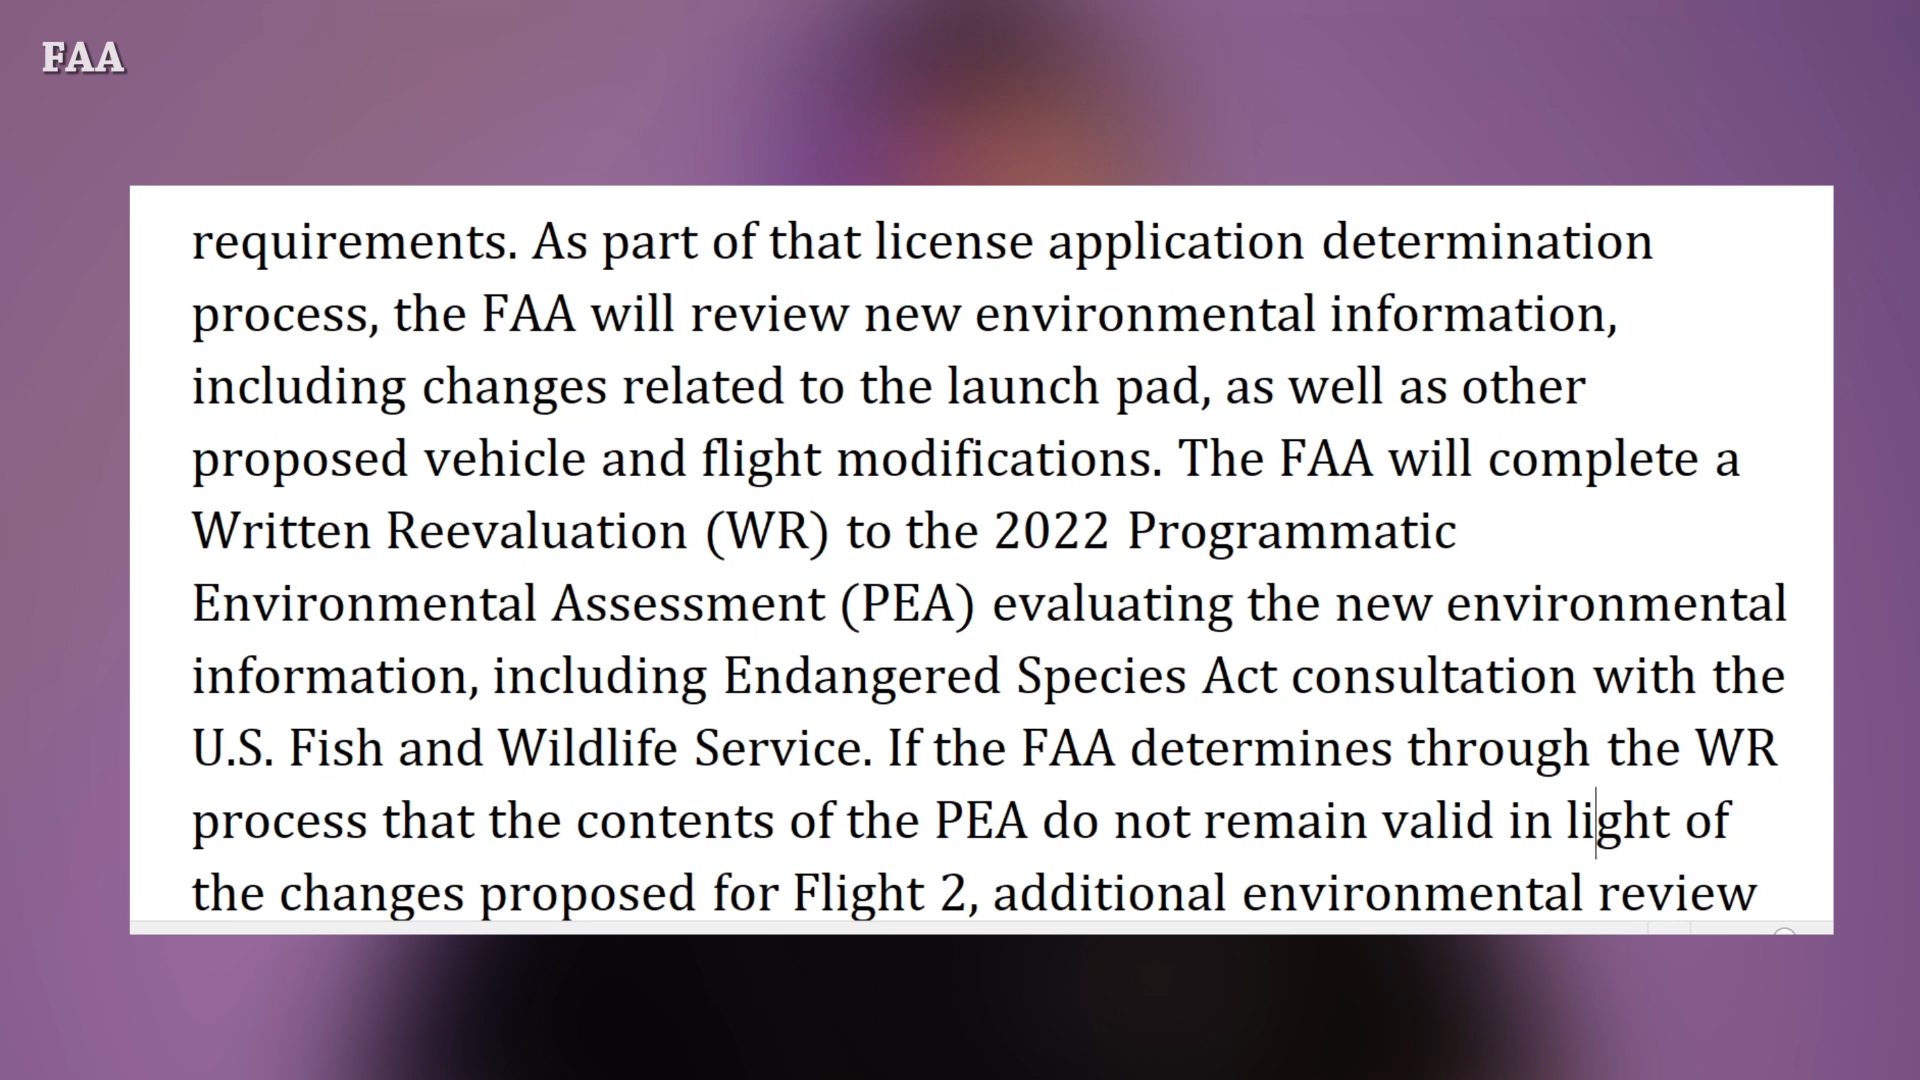 FAA
requirements. As part of that license application determination
process, the FAA will review new environmental information,
including changes related to the launch pad, as well as other
proposed vehicle and flight modifications. The FAA will complete a
Written Reevaluation (WR) to the 2022 Programmatic
Environmental Assessment (PEA) evaluating the new environmental
information, including Endangered Species Act consultation with the
U.S. Fish and Wildlife Service. If the FAA determines through the WR
process that the contents of the PEA do not remain valid in light of
the changes proposed for Flight 2, additional environmental review